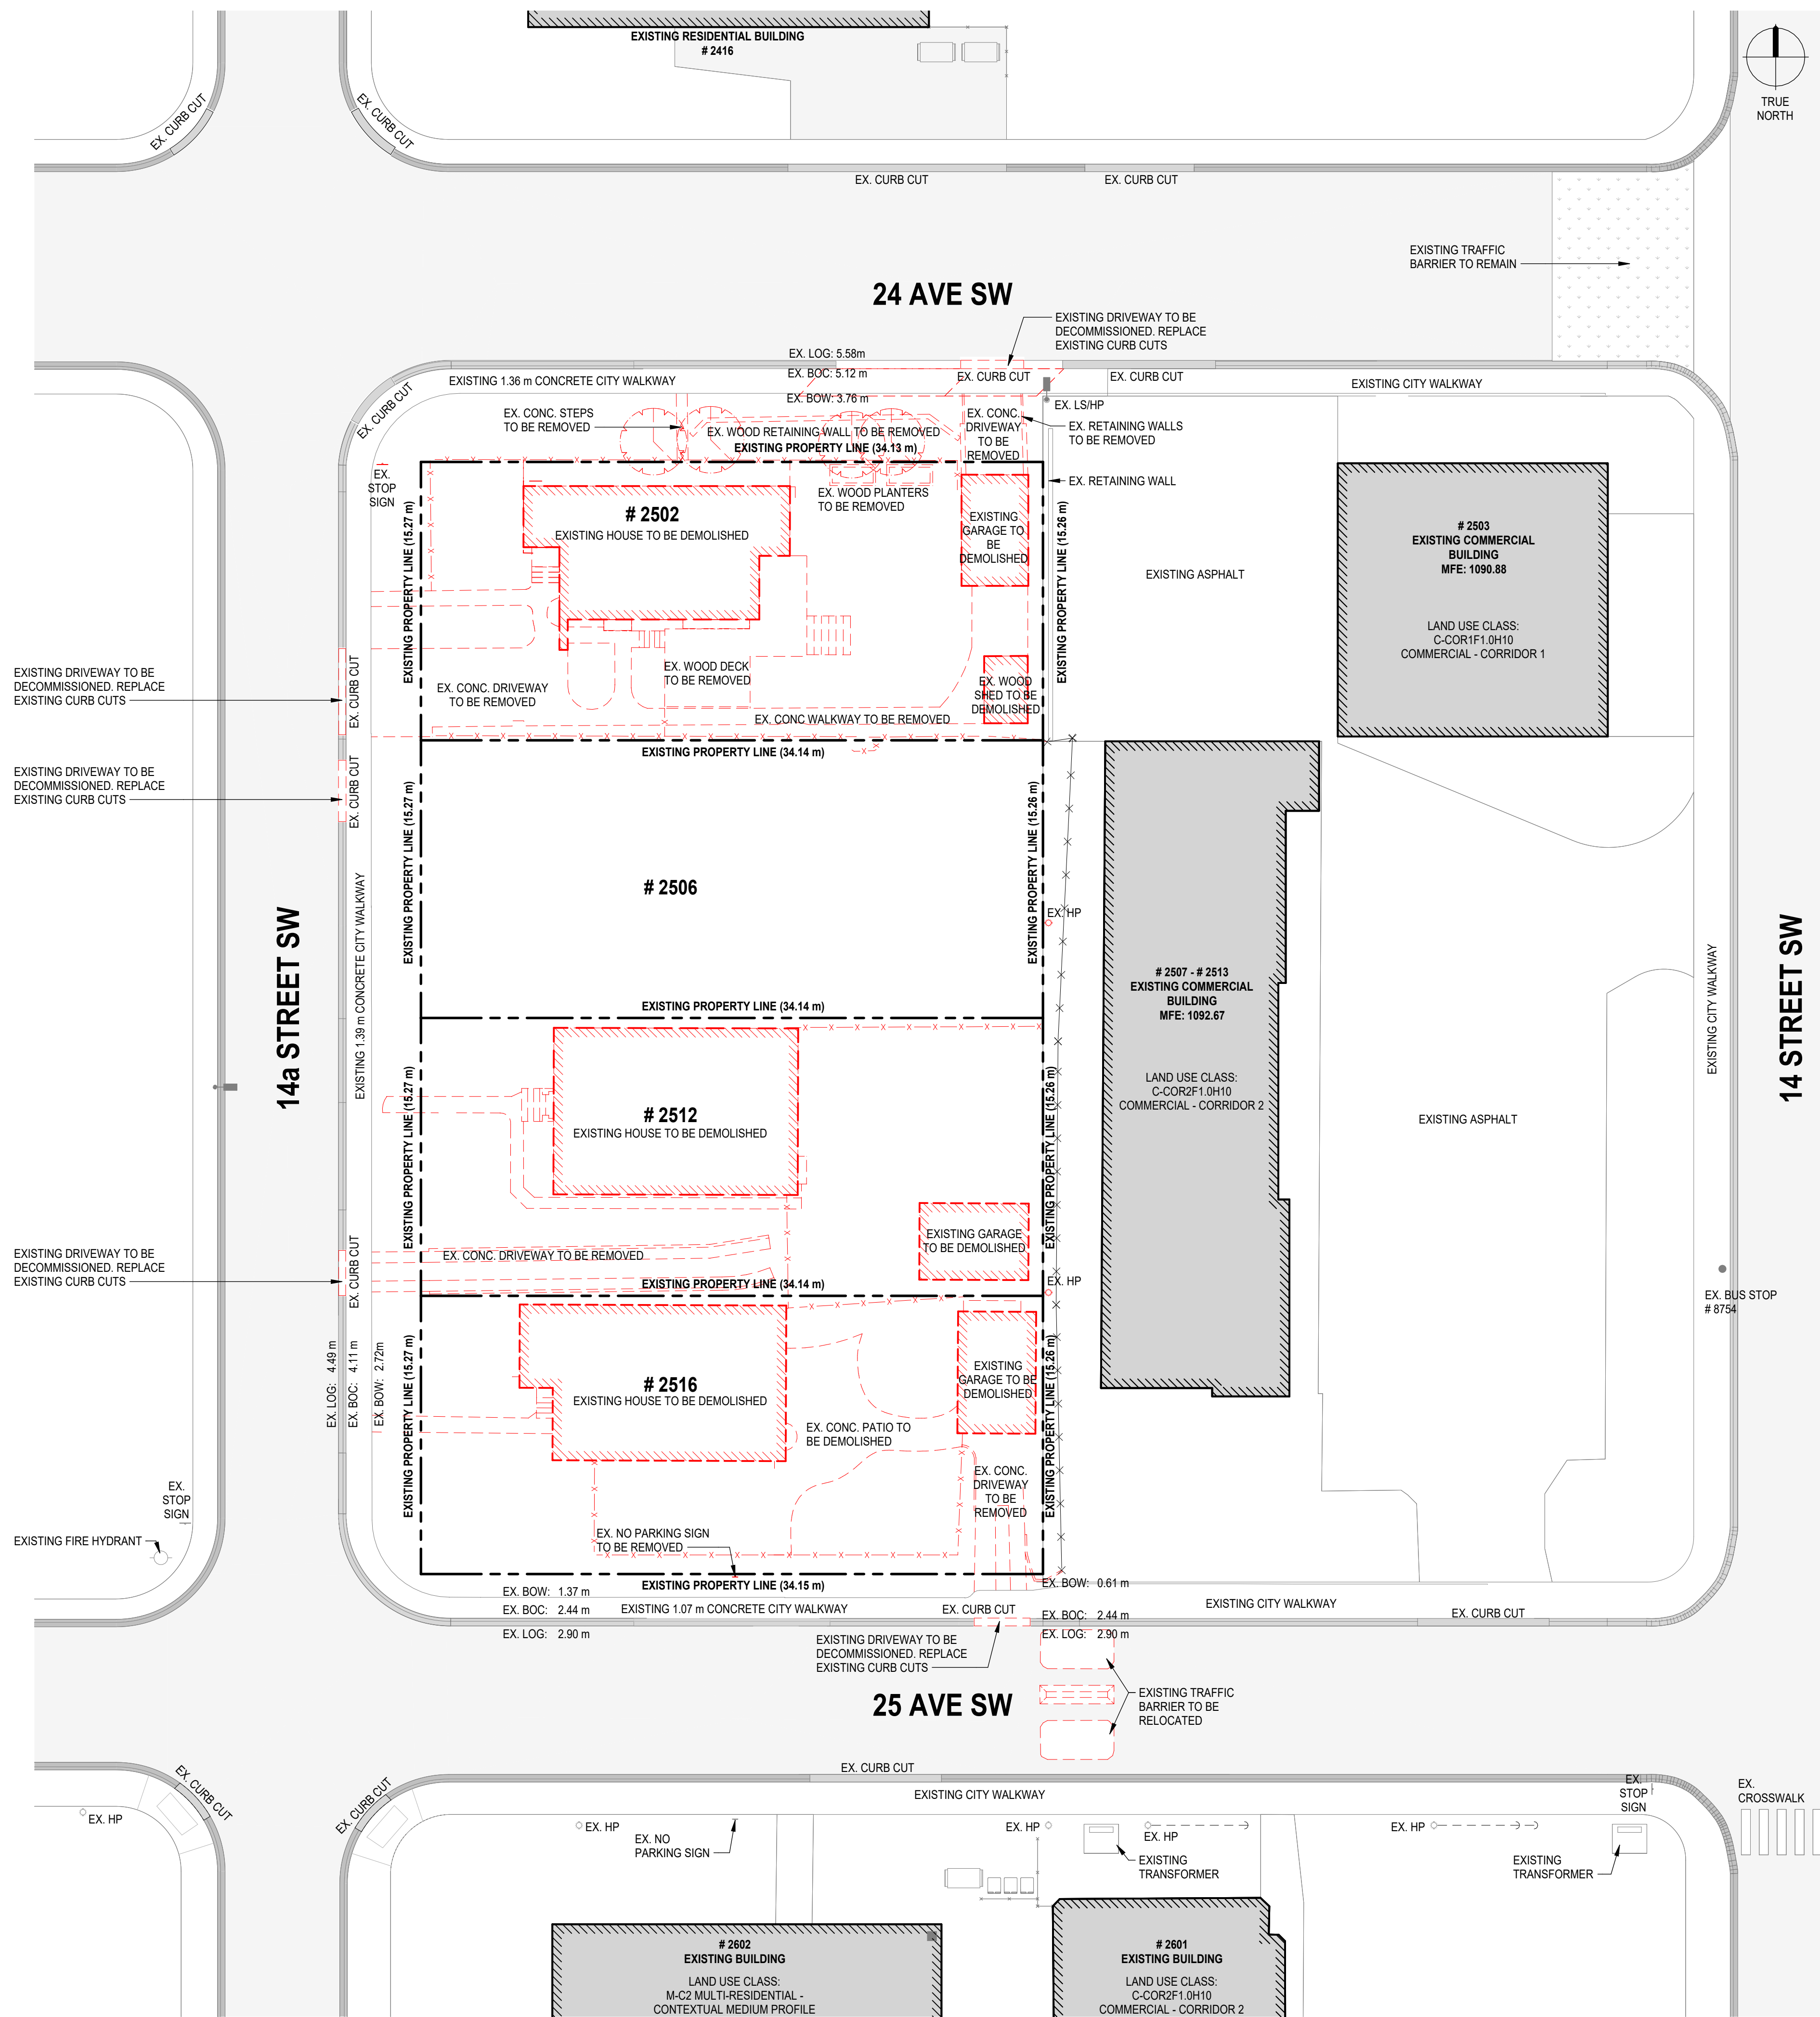 EXISTING RESIDENTIAL BUILDING
# 2416
TRUE
NORTH
EX. CURB CUT
EX. CURB CUT
EX. CURB CUT
EX. CURB CUT
EXISTING TRAFFIC
BARRIER TO REMAIN
24 AVE SW
EXISTING DRIVEWAY TO BE
DECOMMISSIONED. REPLACE
EXISTING CURB CUTS
EX. LOG: 5.58m
EX. BOC: 5.12 m
EX. BOW: 3.76 m
EX. CURB CUT
EXISTING 1.36 m CONCRETE CITY WALKWAY
EX. CURB CUT
EX. CURB CUT
EXISTING CITY WALKWAY
EX. CONC. STEPS
TO BE REMOVED
EX. WOOD RETAINING WALL TO BE REMOVED
EXISTING PROPERTY LINE (34.13 m)
EX. CONC.
DRIVEWAY
TO BE
REMOVED
EX. LS/HP
EX. RETAINING WALLS
TO BE REMOVED
EX. RETAINING WALL
EX.
STOP
SIGN
# 2502
EXISTING HOUSE TO BE DEMOLISHED
EX. WOOD PLANTERS
TO BE REMOVED
EXISTING
GARAGE TO
BE
DEMOLISHED
EXISTING PROPERTY LINE (15.27 m)
EXISTING PROPERTY LINE (15.26 m)
EXISTING ASPHALT
# 2503
EXISTING COMMERCIAL
BUILDING
MFE: 1090.88
LAND USE CLASS:
C-COR1F1.0H10
COMMERCIAL - CORRIDOR 1
EXISTING DRIVEWAY TO BE
DECOMMISSIONED. REPLACE
EXISTING CURB CUTS
EX. CURB CUT
EX. CONC. DRIVEWAY
TO BE REMOVED
EX. WOOD DECK
TO BE REMOVED
EX. WOOD
SHED TO BE
DEMOLISHED
EX. CONC WALKWAY TO BE REMOVED
EXISTING PROPERTY LINE (34.14 m)
EXISTING DRIVEWAY TO BE
DECOMMISSIONED. REPLACE
EXISTING CURB CUTS
EX. CURB CUT
EXISTING PROPERTY LINE (15.27 m)
EXISTING PROPERTY LINE (15.26 m)
# 2506
EX. HP
14a STREET SW
EXISTING 1.39 m CONCRETE CITY WALKWAY
# 2507 - # 2513
EXISTING COMMERCIAL
BUILDING
MFE: 1092.67
LAND USE CLASS:
C-COR2F1.0H10
COMMERCIAL - CORRIDOR 2
EXISTING CITY WALKWAY
14 STREET SW
EXISTING PROPERTY LINE (34.14 m)
EXISTING PROPERTY LINE (15.27 m)
EXISTING PROPERTY LINE (15.26 m)
# 2512
EXISTING HOUSE TO BE DEMOLISHED
EXISTING ASPHALT
EXISTING GARAGE
TO BE DEMOLISHED
EXISTING DRIVEWAY TO BE
DECOMMISSIONED. REPLACE
EXISTING CURB CUTS
EX. CURB CUT
EX. CONC. DRIVEWAY TO BE REMOVED
EXISTING PROPERTY LINE (34.14 m)
EX. HP
EX. BUS STOP
# 8754
EX. LOG: 4.49 m
EX. BOC: 4.11 m
EX. BOW: 2.72m
EXISTING PROPERTY LINE (15.27 m)
EXISTING PROPERTY LINE (15.26 m)
# 2516
EXISTING HOUSE TO BE DEMOLISHED
EXISTING
GARAGE TO BE
DEMOLISHED
EX. CONC. PATIO TO
BE DEMOLISHED
EX. CONC.
DRIVEWAY
TO BE
REMOVED
EX.
STOP
SIGN
EXISTING FIRE HYDRANT
EX. NO PARKING SIGN
TO BE REMOVED
EXISTING PROPERTY LINE (34.15 m)
EX. BOW: 1.37 m
EX. BOC: 2.44 m
EX. LOG: 2.90 m
EXISTING 1.07 m CONCRETE CITY WALKWAY
EX. CURB CUT
EX. BOW: 0.61 m
EX. BOC: 2.44 m
EX. LOG: 2.90 m
EXISTING CITY WALKWAY
EX. CURB CUT
EXISTING DRIVEWAY TO BE
DECOMMISSIONED. REPLACE
EXISTING CURB CUTS
25 AVE SW
EXISTING TRAFFIC
BARRIER TO BE
RELOCATED
EX. CURB CUT
EX. CURB CUT
EX. CURB CUT
EXISTING CITY WALKWAY
EX.
STOP
SIGN
EX.
CROSSWALK
EX. HP
EX. HP
EX. NO
PARKING SIGN
EX. HP
EX. HP
EXISTING
TRANSFORMER
EX. HP
EXISTING
TRANSFORMER
# 2602
EXISTING BUILDING
LAND USE CLASS:
M-C2 MULTI-RESIDENTIAL -
CONTEXTUAL MEDIUM PROFILE
# 2601
EXISTING BUILDING
LAND USE CLASS:
C-COR2F1.0H10
COMMERCIAL - CORRIDOR 2